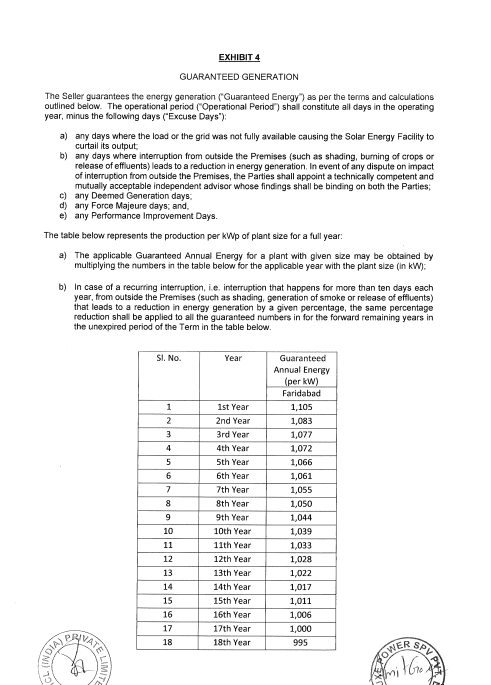 EXHIBIT 4
GUARANTEED GENERATION
The Seller guarantees the energy generation ("Guaranteed Energy") as per the terms and calculations
outlined below. The operational period ("Operational Period") shall constitute all days in the operating
year, minus the following days ("Excuse Days"):
a) any days where the load or the grid was not fully available causing the Solar Energy Facility to
curtail its output;
b) any days where interruption from outside the Premises (such as shading, burning of crops or
release of effluents) leads to a reduction in energy generation. In event of any dispute on impact
of interruption from outside the Premises, the Parties shall appoint a technically competent and
mutually acceptable independent advisor whose findings shall be binding on both the Parties;
c) any Deemed Generation days;
d) any Force Majeure days; and,
e) any Performance Improvement Days.
The table below represents the production per kWp of plant size for a full year:
a) The applicable Guaranteed Annual Energy for a plant with given size may be obtained by
multiplying the numbers in the table below for the applicable year with the plant size (in kW);
b) In case of a recurring interruption, i.e. interruption that happens for more than ten days each
year, from outside the Premises (such as shading, generation of smoke or release of effluents)
that leads to a reduction in energy generation by a given percentage, the same percentage
reduction shall be applied to all the guaranteed numbers in for the forward remaining years in
the unexpired period of the Term in the table below.
Sl. No. Year Guaranteed
Annual Energy
(per kW)
Faridabad
1 1st Year 1,105
2 2nd Year 1,083
3 3rd Year 1,077
4 4th Year 1,072
5 5th Year 1,066
6 6th Year 1,061
7 7th Year 1,055
8 8th Year 1,050
9 9th Year 1,044
10 10th Year 1,039
11 11th Year 1,033
12 12th Year 1,028
13 13th Year 1,022
14 14th Year 1,017
15 15th Year 1,011
16 16th Year 1,006
17 17th Year 1,000
18 18th Year 995
(INDIA) PRIVATE
POWER SPV PVT.